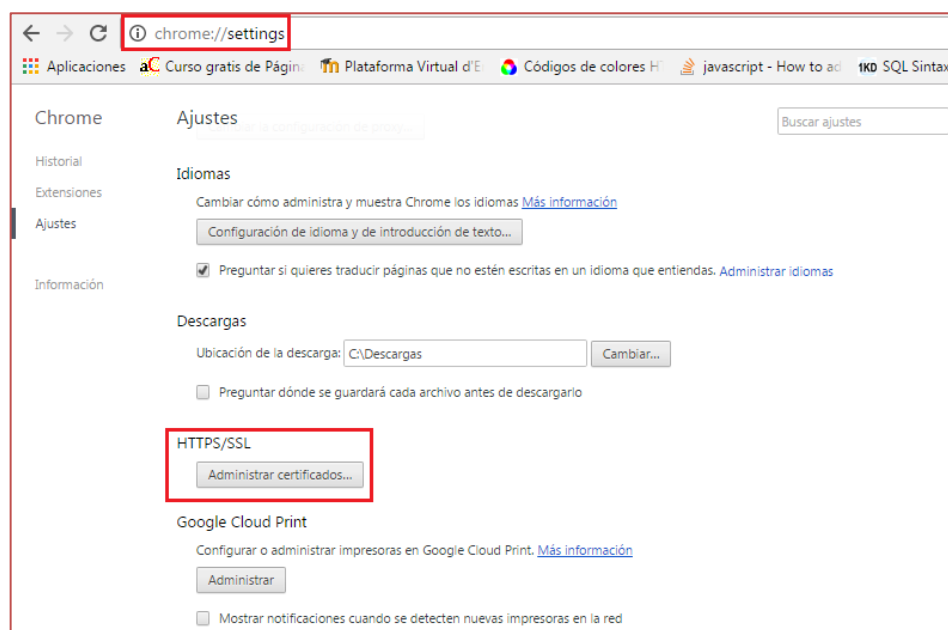 chrome://settings
Aplicaciones aC Curso gratis de Págin Plataforma Virtual d'E Códigos de colores H javascript - How to ad 1KD SQL Sintax
Chrome
Ajustes
Buscar ajustes
Historial
Extensiones
Ajustes
Información
Idiomas
Cambiar cómo administra y muestra Chrome los idiomas Más información
Configuración de idioma y de introducción de texto...
Preguntar si quieres traducir páginas que no estén escritas en un idioma que entiendas. Administrar idiomas
Descargas
Ubicación de la descarga: C:\Descargas Cambiar...
Preguntar dónde se guardará cada archivo antes de descargarlo
HTTPS/SSL
Administrar certificados...
Google Cloud Print
Configurar o administrar impresoras en Google Cloud Print. Más información
Administrar
Mostrar notificaciones cuando se detecten nuevas impresoras en la red